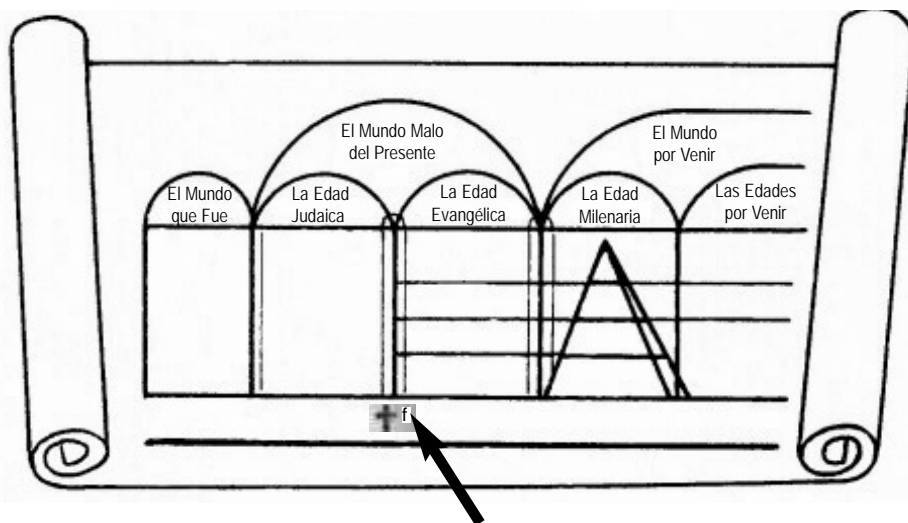 El Mundo Malo
del Presente
El Mundo
por Venir
El Mundo
que Fue
La Edad
Judaica
La Edad
Evangélica
La Edad
Milenaria
Las Edades
por Venir
f